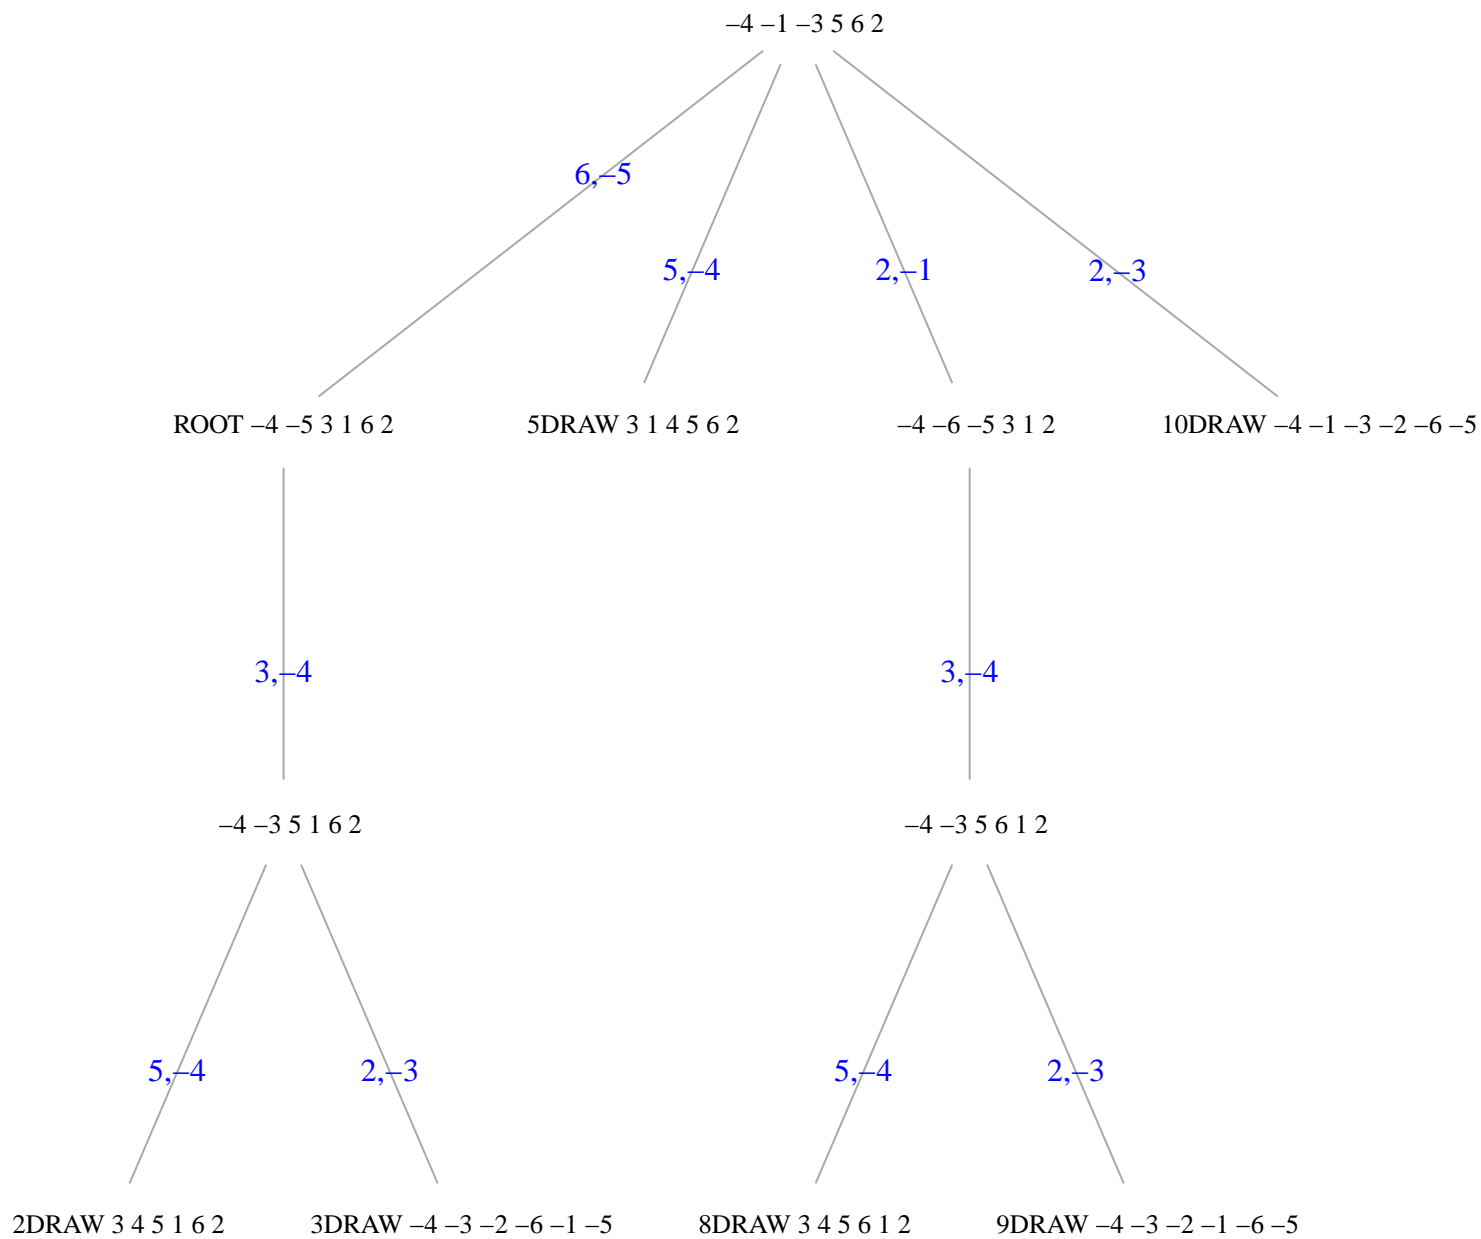 –4 –1 –3 5 6 2
6,–5
5,–4
2,–1
2,–3
ROOT –4 –5 3 1 6 2
5DRAW 3 1 4 5 6 2
–4 –6 –5 3 1 2
10DRAW –4 –1 –3 –2 –6 –5
3,–4
3,–4
–4 –3 5 1 6 2
–4 –3 5 6 1 2
5,–4
2,–3
5,–4
2,–3
2DRAW 3 4 5 1 6 2
3DRAW –4 –3 –2 –6 –1 –5
8DRAW 3 4 5 6 1 2
9DRAW –4 –3 –2 –1 –6 –5